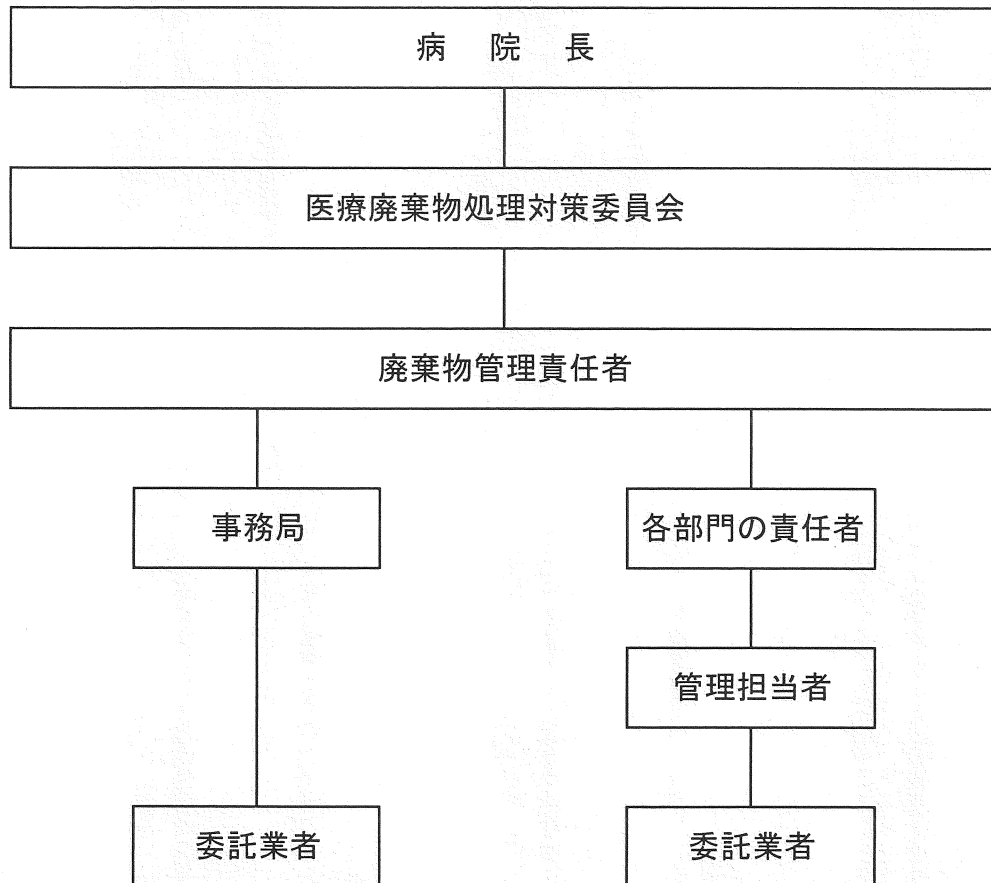 病院長
医療廃棄物処理対策委員会
廃棄物管理責任者
事務局
各部門の責任者
管理担当者
委託業者
委託業者